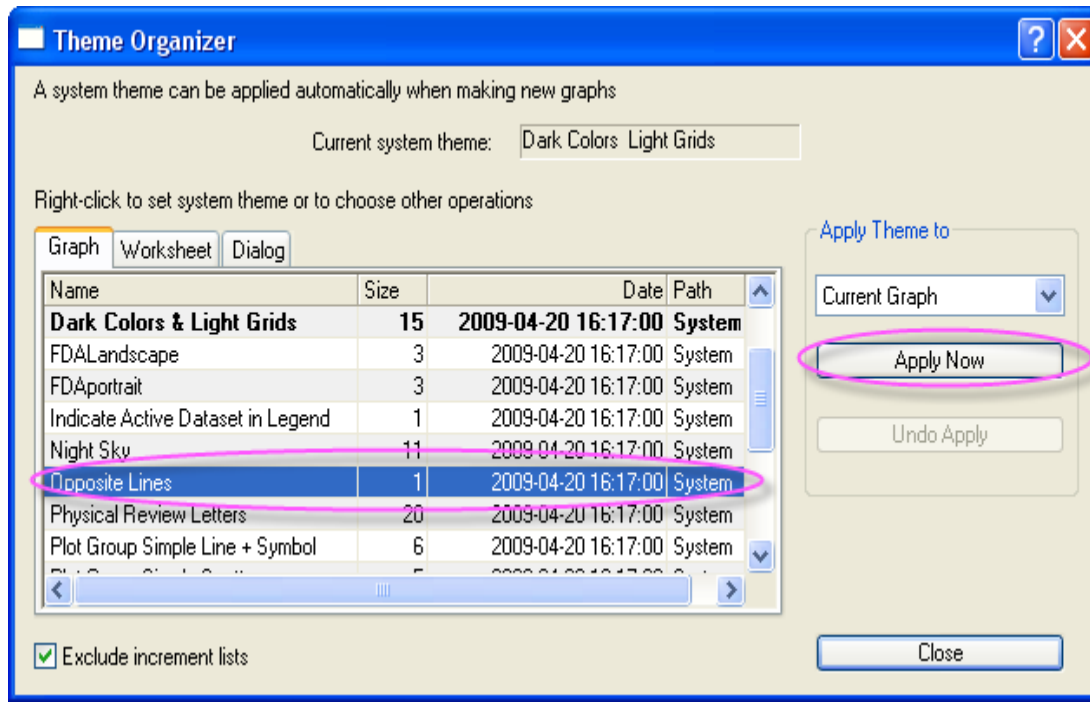 Theme Organizer
A system theme can be applied automatically when making new graphs
Current system theme: Dark Colors Light Grids
Right-click to set system theme or to choose other operations
Graph Worksheet Dialog
Name Size Date Path
Dark Colors & Light Grids 15 2009-04-20 16:17:00 System
FDALandscape 3 2009-04-20 16:17:00 System
FDAportrait 3 2009-04-20 16:17:00 System
Indicate Active Dataset in Legend 1 2009-04-20 16:17:00 System
Night Sky 11 2009-04-20 16:17:00 System
Opposite Lines 1 2009-04-20 16:17:00 System
Physical Review Letters 20 2009-04-20 16:17:00 System
Plot Group Simple Line + Symbol 6 2009-04-20 16:17:00 System
Exclude increment lists
Apply Theme to
Current Graph
Apply Now
Undo Apply
Close